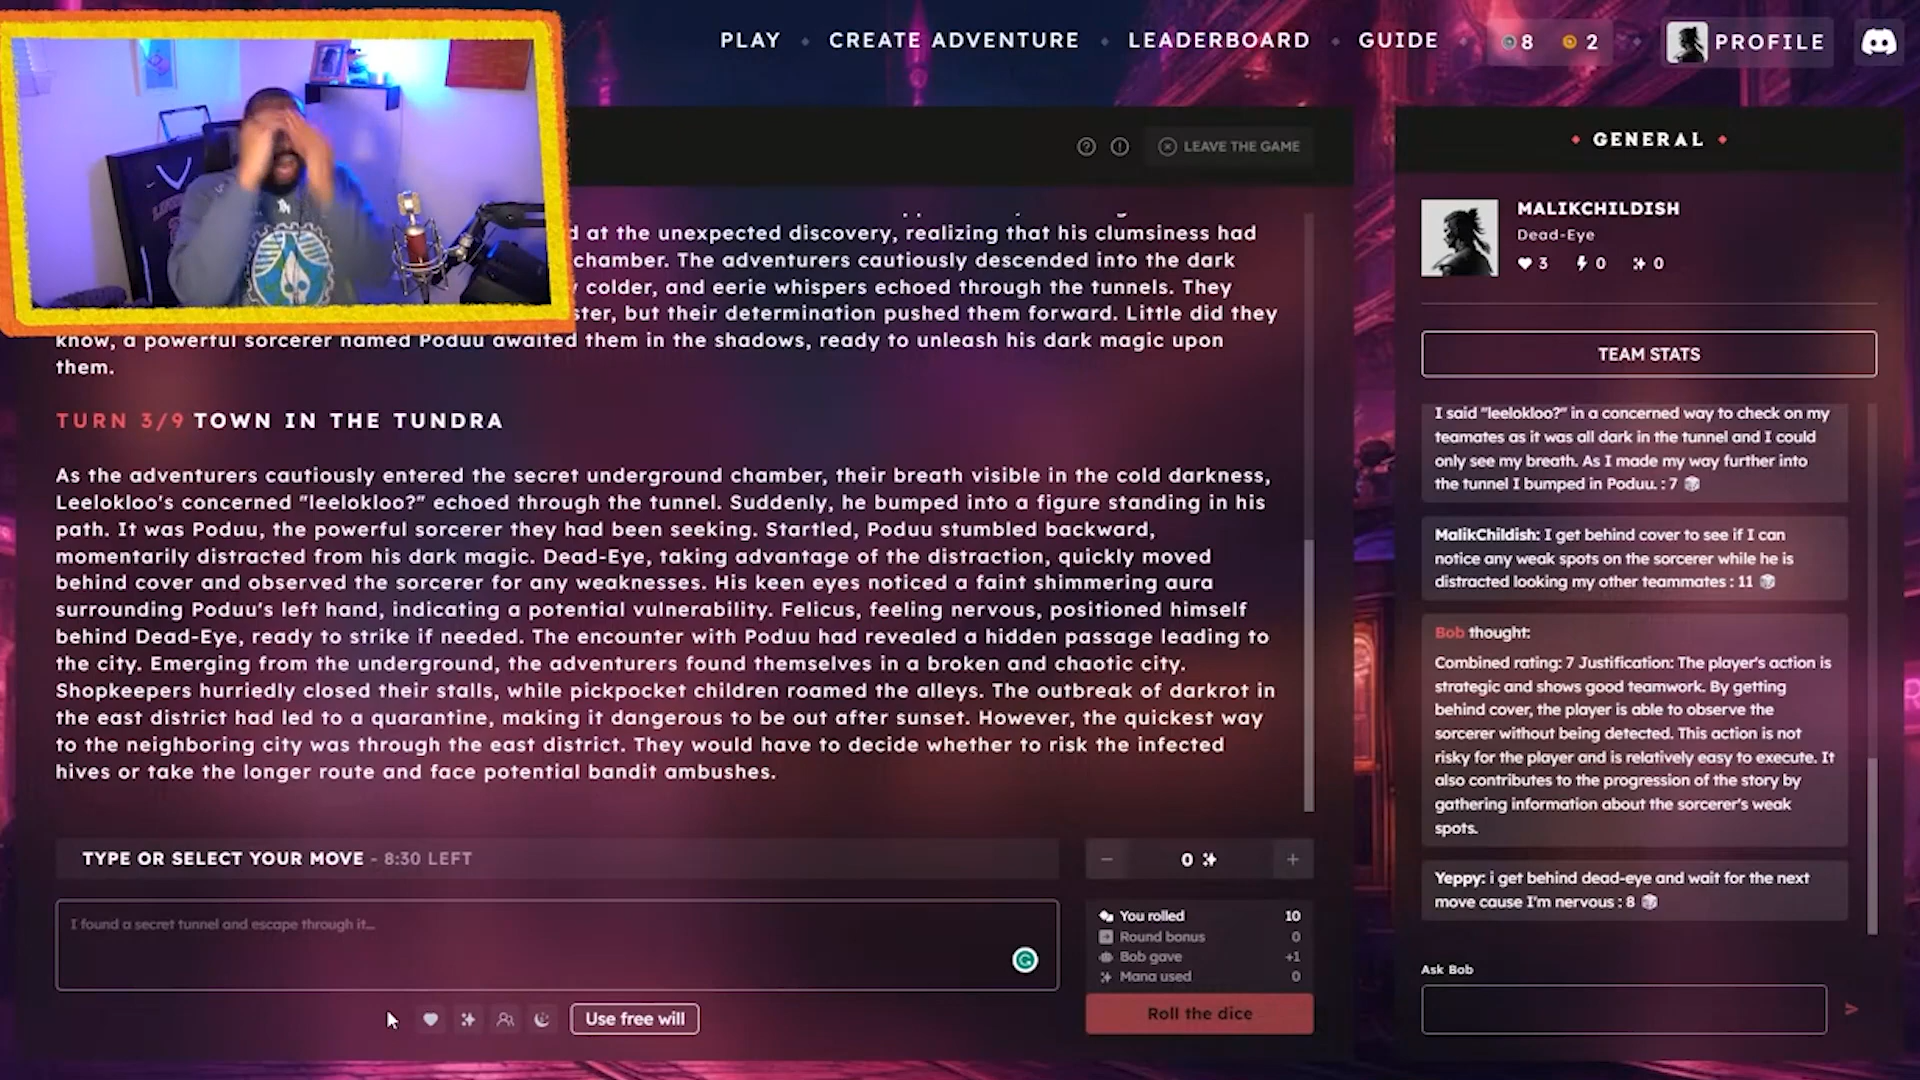 PLAY
CREATE ADVENTURE
LEADERBOARD
GUIDE
8
2
PROFILE
LEAVE THE GAME
at the unexpected discovery, realizing that his clumsiness had
chamber. The adventurers cautiously descended into the dark
colder, and eerie whispers echoed through the tunnels. They
but their determination pushed them forward. Little did they
know, a powerful sorcerer named Poduu awaited them in the shadows, ready to unleash his dark magic upon
them.
TURN 3/9 TOWN IN THE TUNDRA
As the adventurers cautiously entered the secret underground chamber, their breath visible in the cold darkness,
Leelokloo's concerned "leelokloo?" echoed through the tunnel. Suddenly, he bumped into a figure standing in his
path. It was Poduu, the powerful sorcerer they had been seeking. Startled, Poduu stumbled backward,
momentarily distracted from his dark magic. Dead-Eye, taking advantage of the distraction, quickly moved
behind cover and observed the sorcerer for any weaknesses. His keen eyes noticed a faint shimmering aura
surrounding Poduu's left hand, indicating a potential vulnerability. Felicus, feeling nervous, positioned himself
behind Dead-Eye, ready to strike if needed. The encounter with Poduu had revealed a hidden passage leading to
the city. Emerging from the underground, the adventurers found themselves in a broken and chaotic city.
Shopkeepers hurriedly closed their stalls, while pickpocket children roamed the alleys. The outbreak of darkrot in
the east district had led to a quarantine, making it dangerous to be out after sunset. However, the quickest way
to the neighboring city was through the east district. They would have to decide whether to risk the infected
hives or take the longer route and face potential bandit ambushes.
TYPE OR SELECT YOUR MOVE - 8:30 LEFT
I found a secret tunnel and escape through it...
Use free will
- 0 +
You rolled 10
Round bonus 0
Bob gave +1
Mana used 0
Roll the dice
GENERAL
MALIKCHILDISH
Dead-Eye
3 0 0
TEAM STATS
I said "leelokloo?" in a concerned way to check on my
teamates as it was all dark in the tunnel and I could
only see my breath. As I made my way further into
the tunnel I bumped in Poduu. : 7
MalikChildish: I get behind cover to see if I can
notice any weak spots on the sorcerer while he is
distracted looking my other teammates : 11
Bob thought:
Combined rating: 7 Justification: The player's action is
strategic and shows good teamwork. By getting
behind cover, the player is able to observe the
sorcerer without being detected. This action is not
risky for the player and is relatively easy to execute. It
also contributes to the progression of the story by
gathering information about the sorcerer's weak
spots.
Yeppy: i get behind dead-eye and wait for the next
move cause I'm nervous : 8
Ask Bob